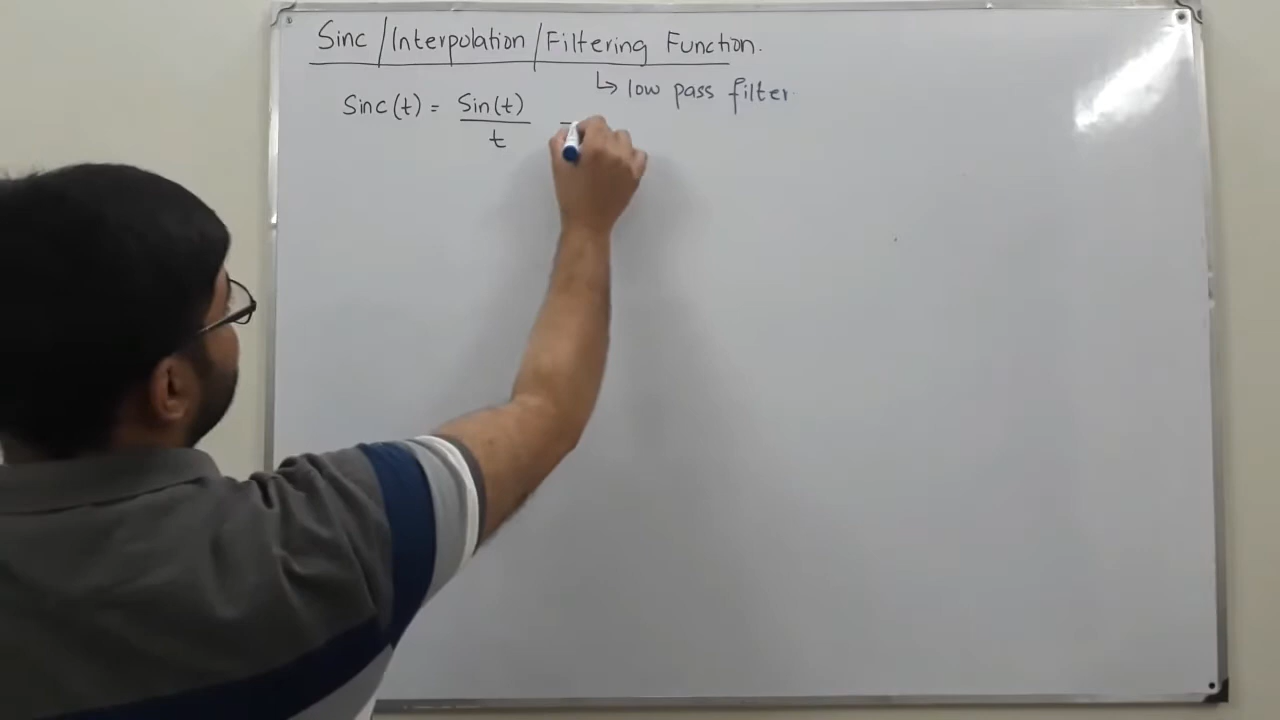 Sinc / Interpolation / Filtering Function.
↳ low pass filter.
Sinc(t) = Sin(t) / t